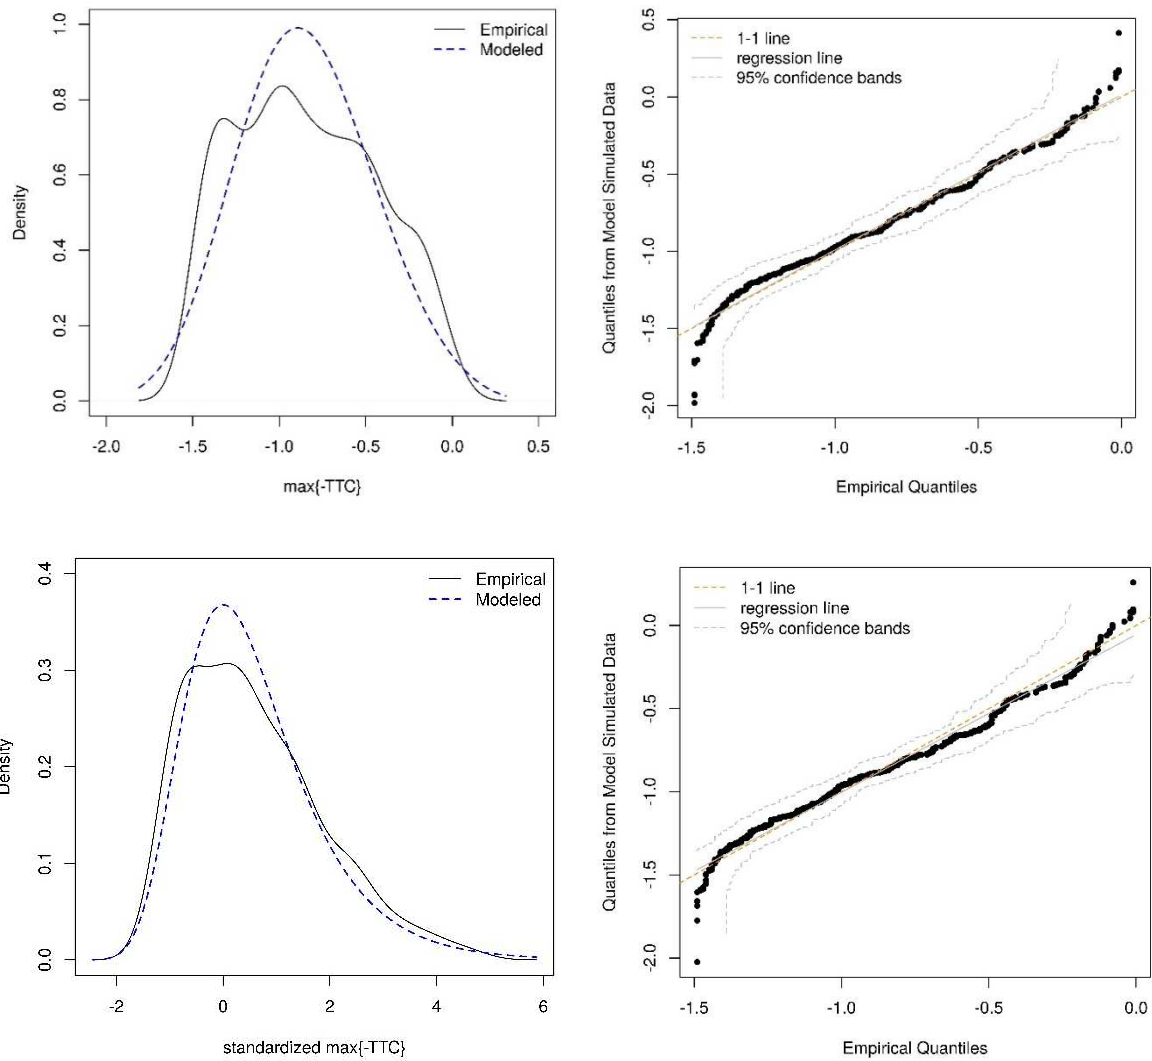 Empirical
Modeled
1.0
0.8
0.6
0.4
0.2
0.0
Density
-2.0 -1.5 -1.0 -0.5 0.0 0.5
max{-TTC}
1-1 line
regression line
95% confidence bands
0.5
0.0
-0.5
-1.0
-1.5
-2.0
Quantiles from Model Simulated Data
-1.5 -1.0 -0.5 0.0
Empirical Quantiles
Empirical
Modeled
0.4
0.3
0.2
0.1
0.0
Density
-2 0 2 4 6
standardized max{-TTC}
1-1 line
regression line
95% confidence bands
0.0
-0.5
-1.0
-1.5
-2.0
Quantiles from Model Simulated Data
-1.5 -1.0 -0.5 0.0
Empirical Quantiles